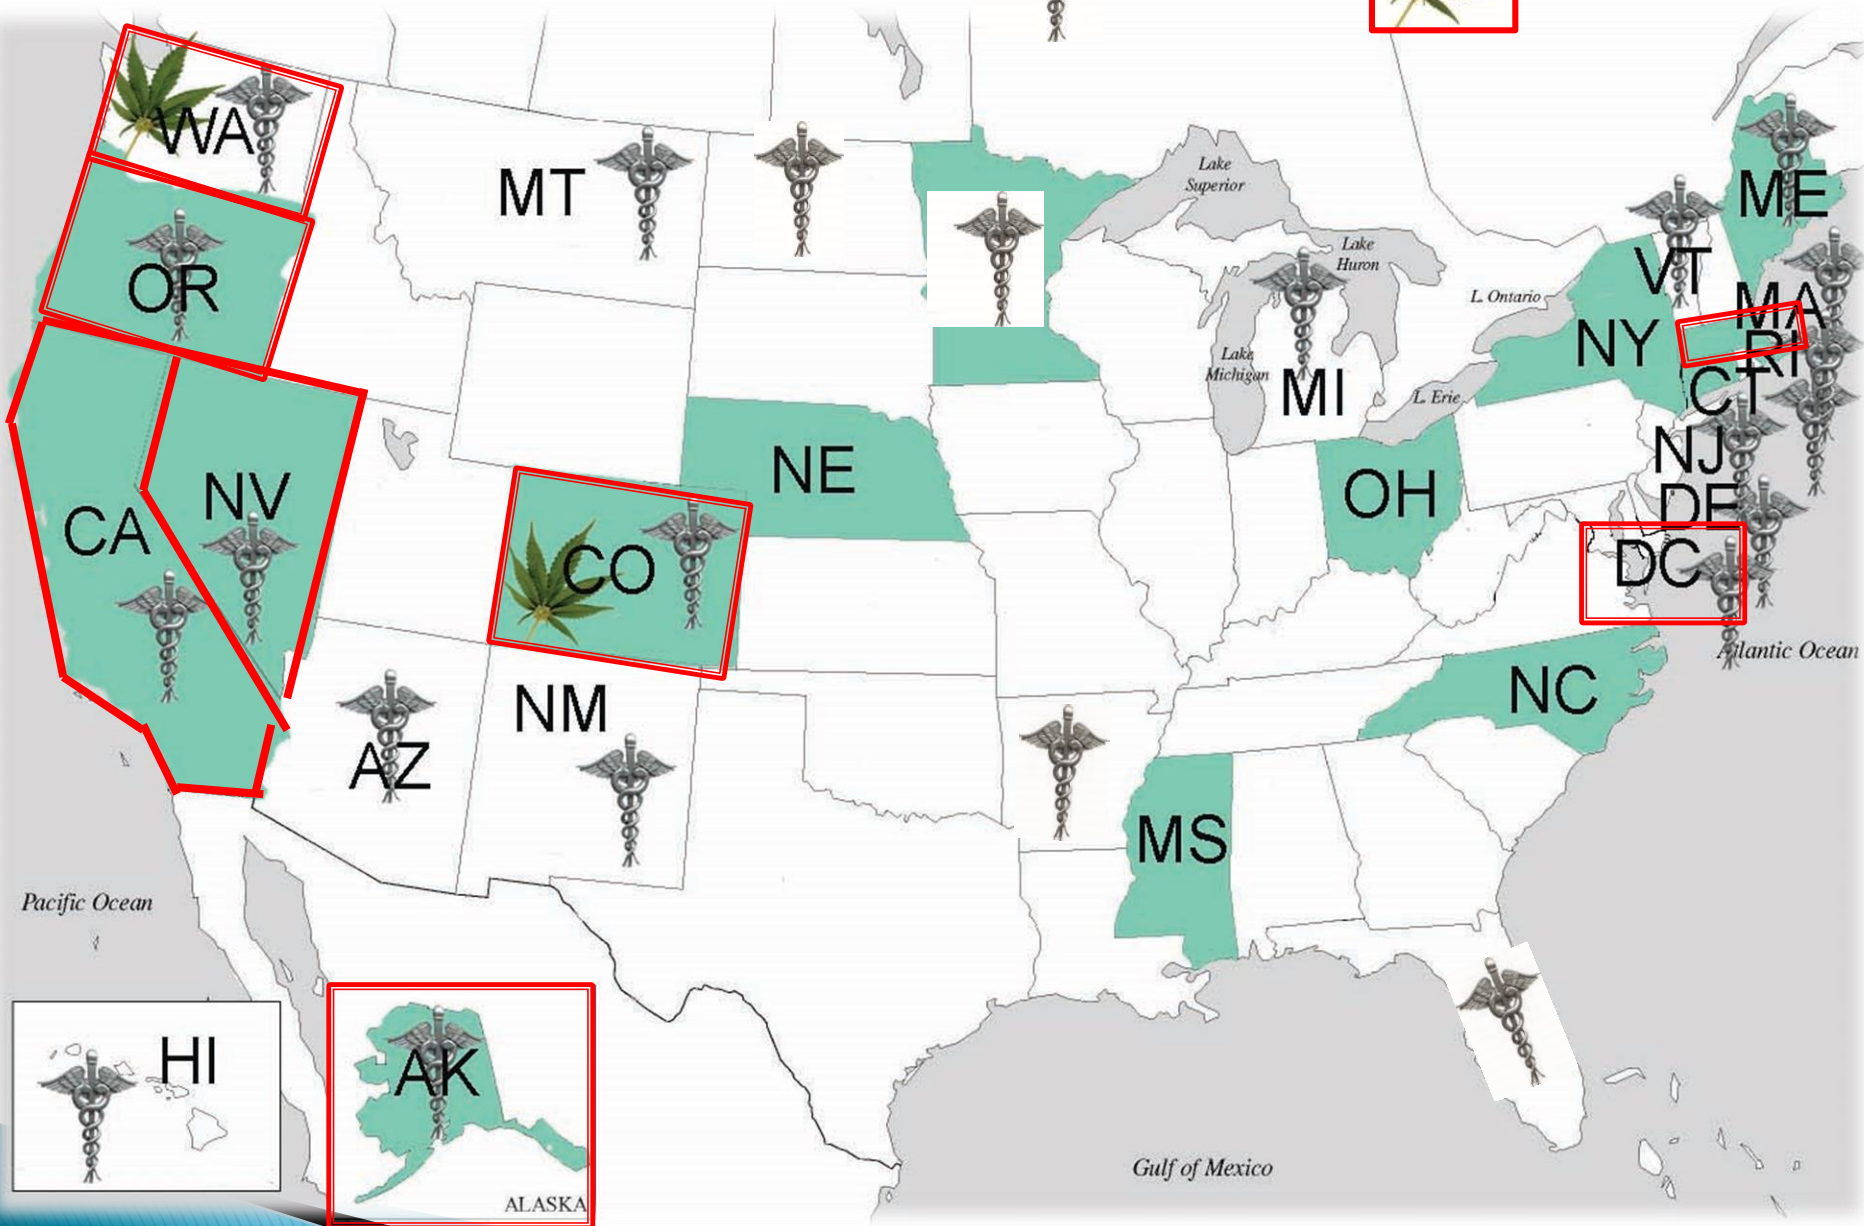 WA
MT
Lake
Superior
ME
OR
Lake
Huron
VT
L. Ontario
MA
NY
RI
Lake
Michigan
MI
L. Erie
CT
NJ
NE
OH
NV
CA
DE
CO
DC
Atlantic Ocean
NC
NM
AZ
MS
Pacific Ocean
HI
AK
Gulf of Mexico
ALASKA